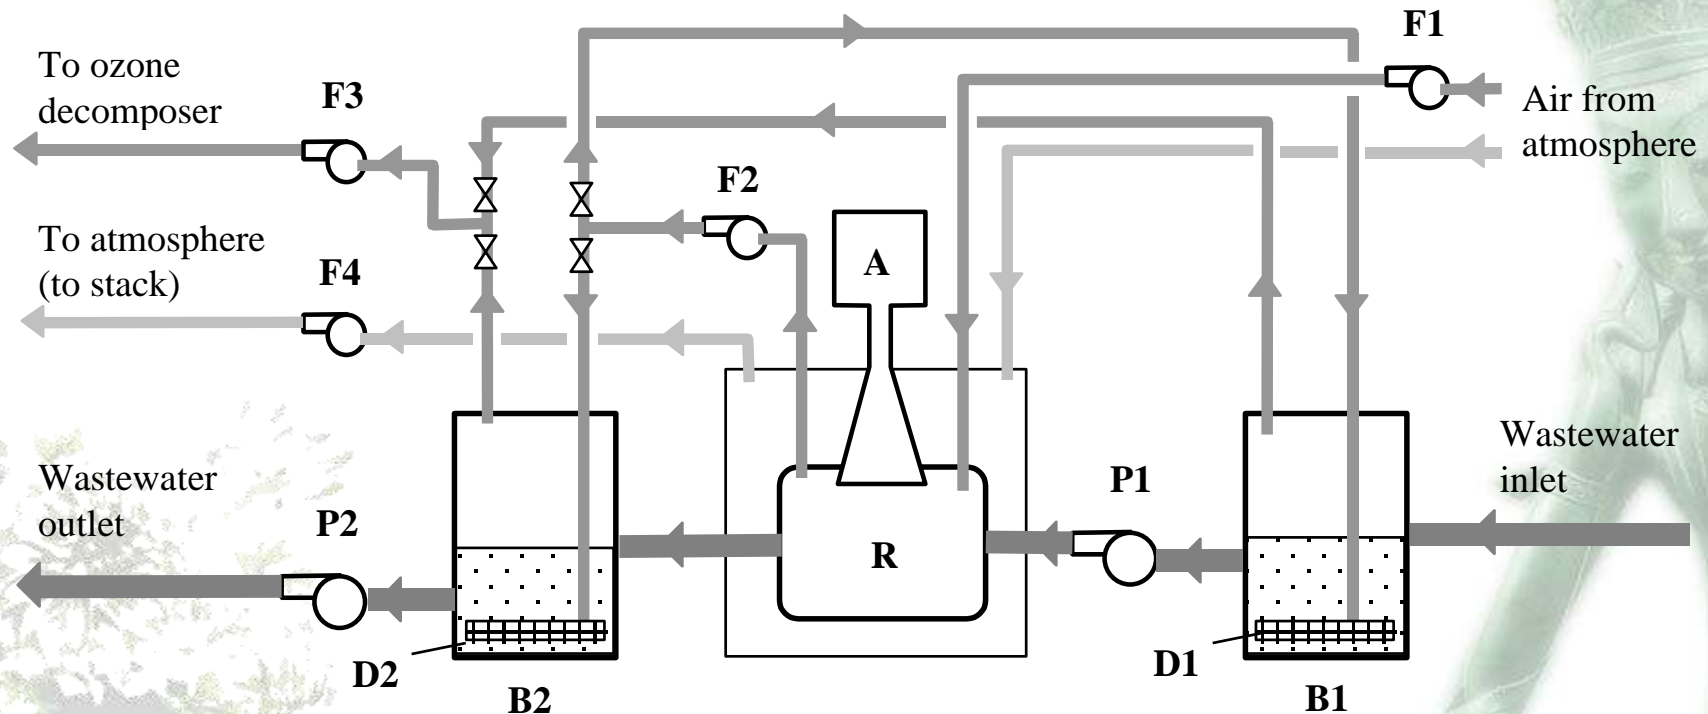 F1
To ozone
decomposer
F3
Air from
atmosphere
F2
To atmosphere
(to stack)
F4
A
Wastewater
inlet
Wastewater
outlet
P2
P1
R
D2
B2
D1
B1